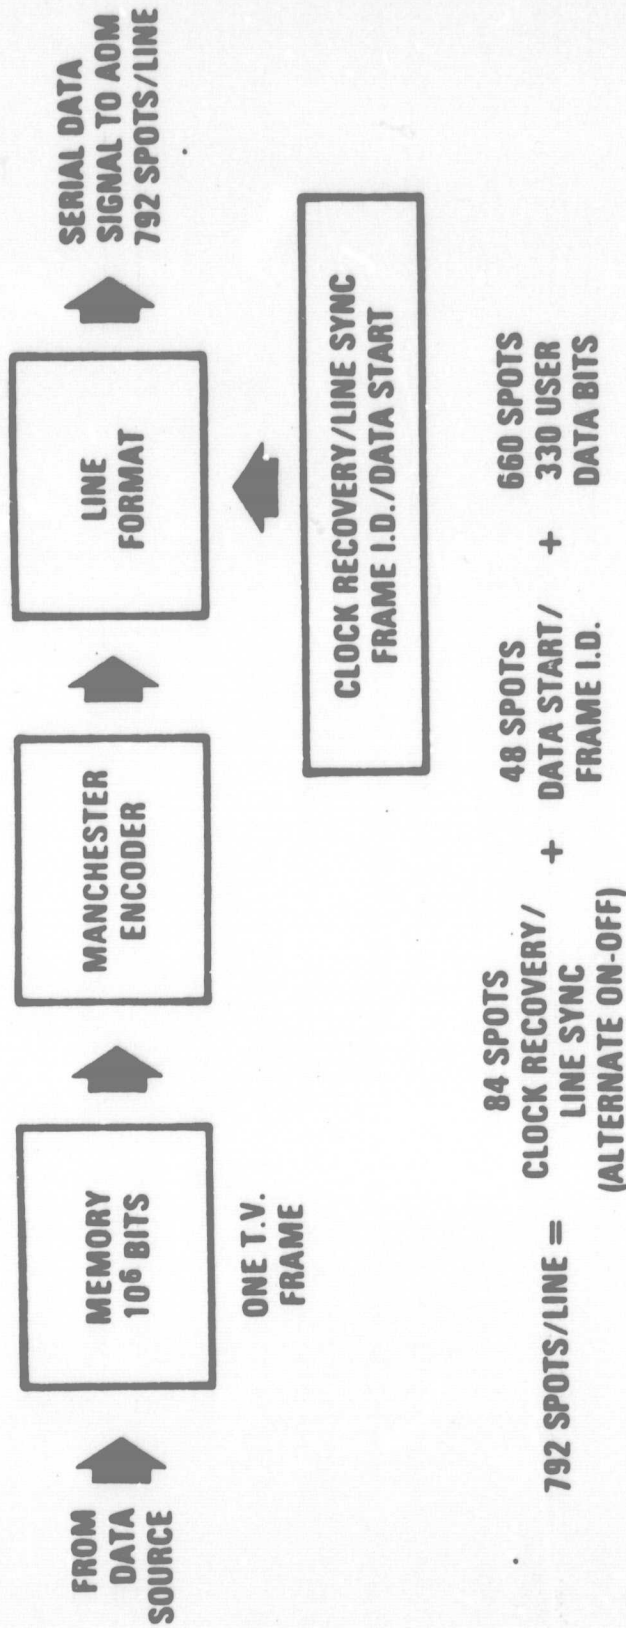 FROM
DATA
SOURCE
MEMORY
10⁶ BITS
ONE T.V.
FRAME
MANCHESTER
ENCODER
LINE
FORMAT
SERIAL DATA
SIGNAL TO AOM
792 SPOTS/LINE
CLOCK RECOVERY/LINE SYNC
FRAME I.D./DATA START
792 SPOTS/LINE =
84 SPOTS
CLOCK RECOVERY/
LINE SYNC
(ALTERNATE ON-OFF)
+
48 SPOTS
DATA START/
FRAME I.D.
+
660 SPOTS
330 USER
DATA BITS